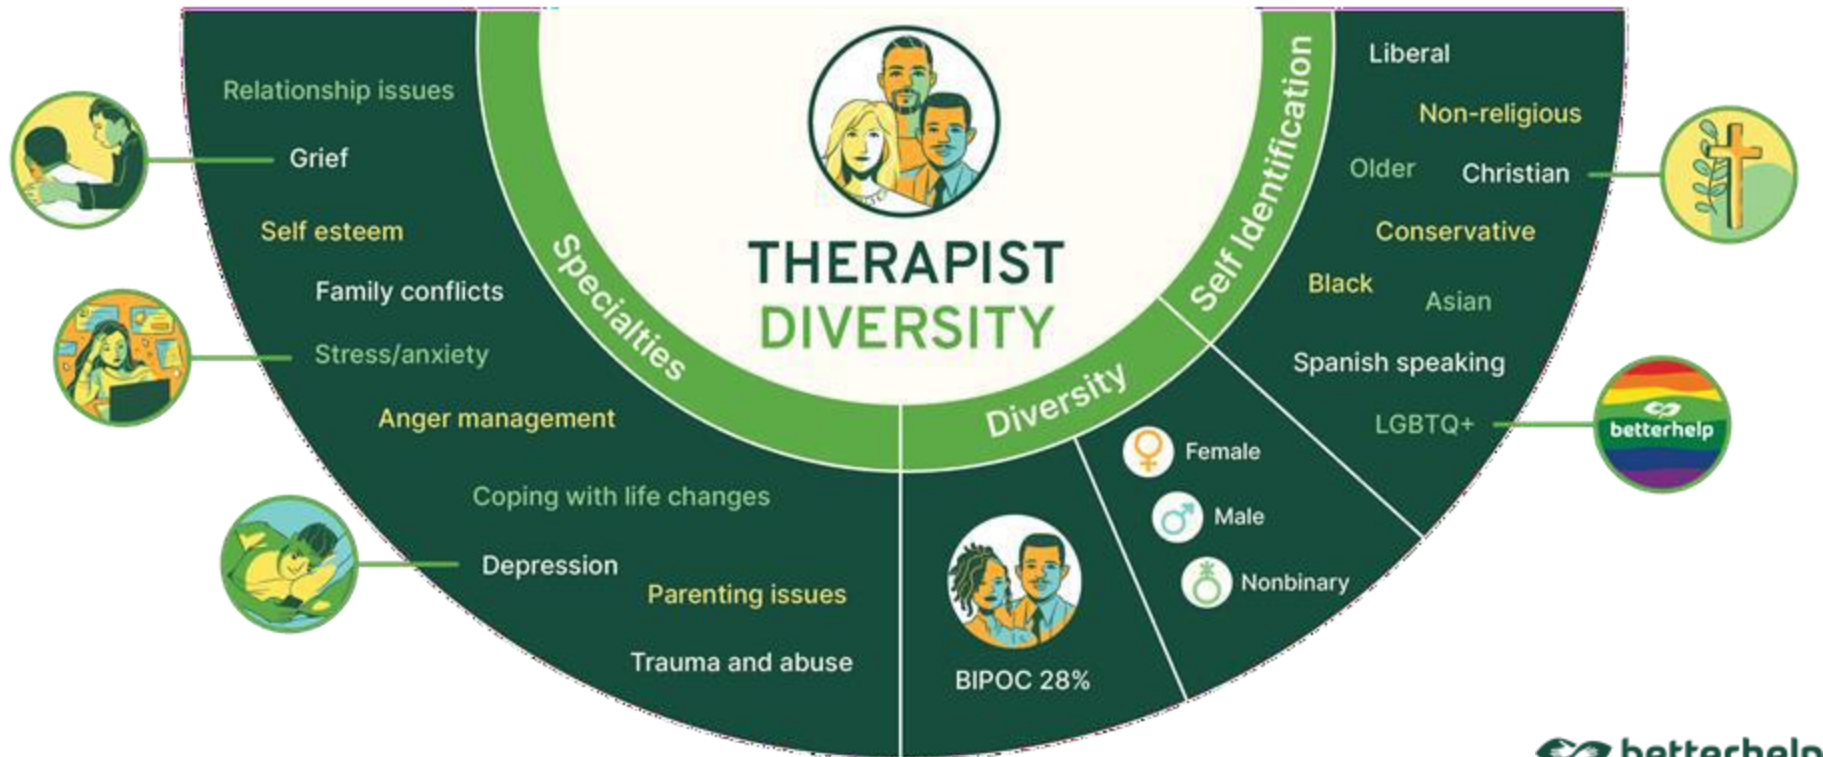 THERAPIST
DIVERSITY
Specialties
Relationship issues
Grief
Self esteem
Family conflicts
Stress/anxiety
Anger management
Coping with life changes
Depression
Parenting issues
Trauma and abuse
Diversity
BIPOC 28%
Female
Male
Nonbinary
Self Identification
Liberal
Non-religious
Older
Christian
Conservative
Black
Asian
Spanish speaking
LGBTQ+
betterhelp
betterhelp